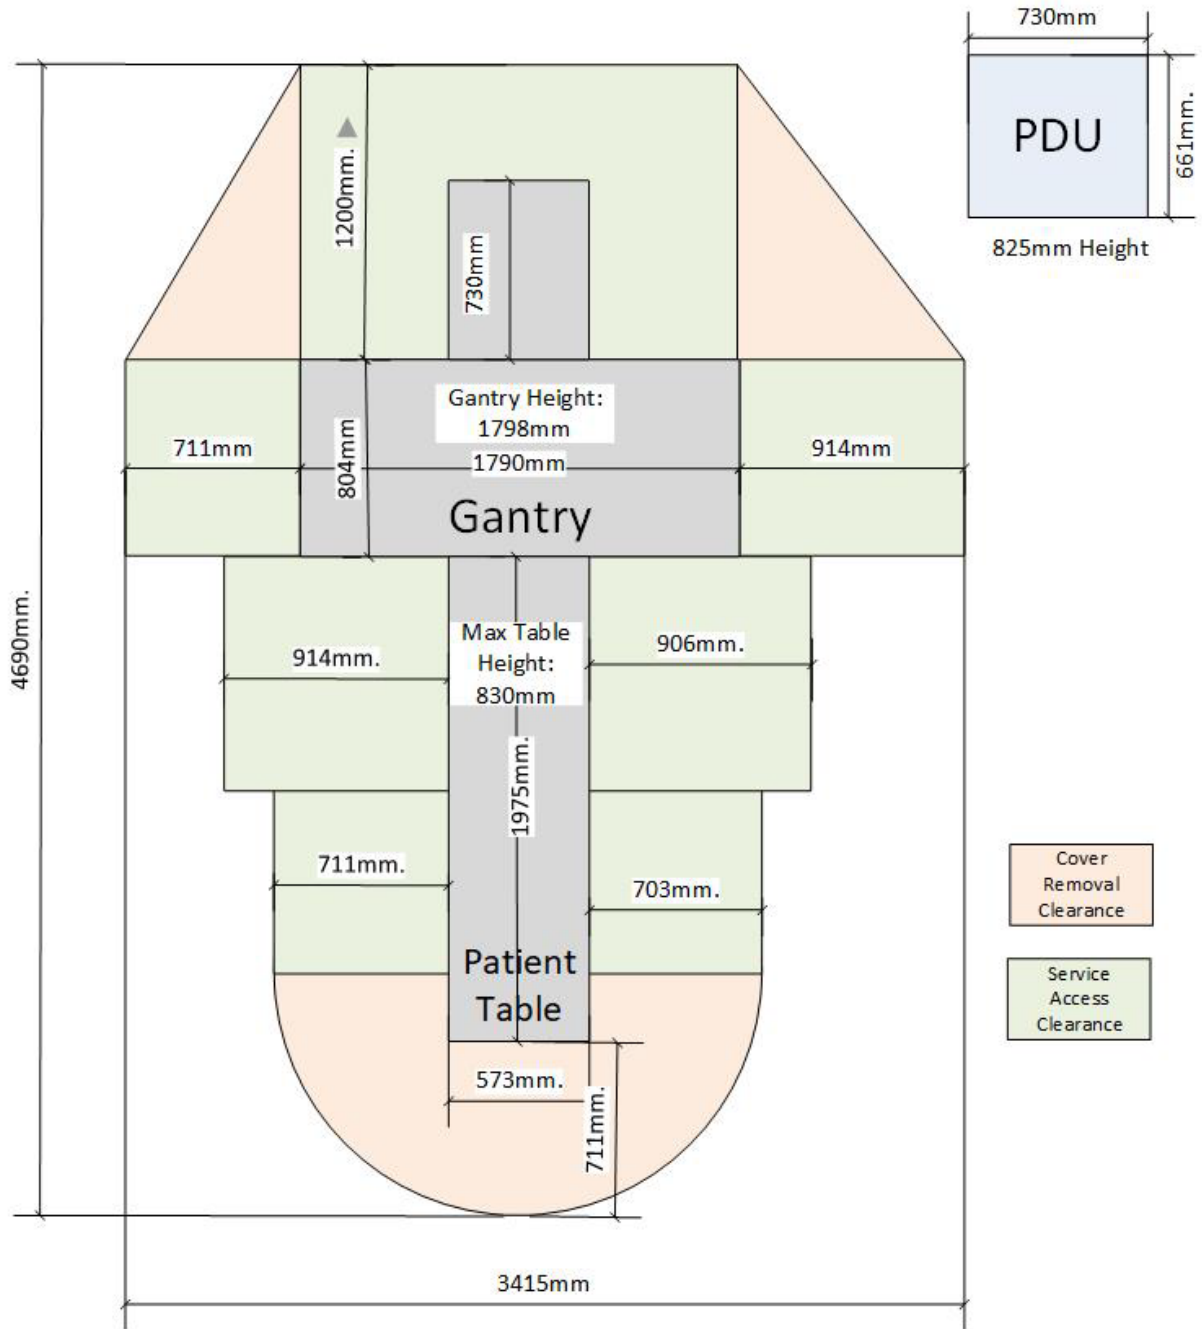 730mm
PDU
661mm.
825mm Height
1200mm.
730mm
Gantry Height:
1798mm
711mm
804mm
1790mm
914mm
Gantry
4690mm.
Max Table
Height:
830mm
914mm.
906mm.
1975mm.
711mm.
703mm.
Patient
Table
573mm.
711mm.
3415mm
Cover
Removal
Clearance
Service
Access
Clearance